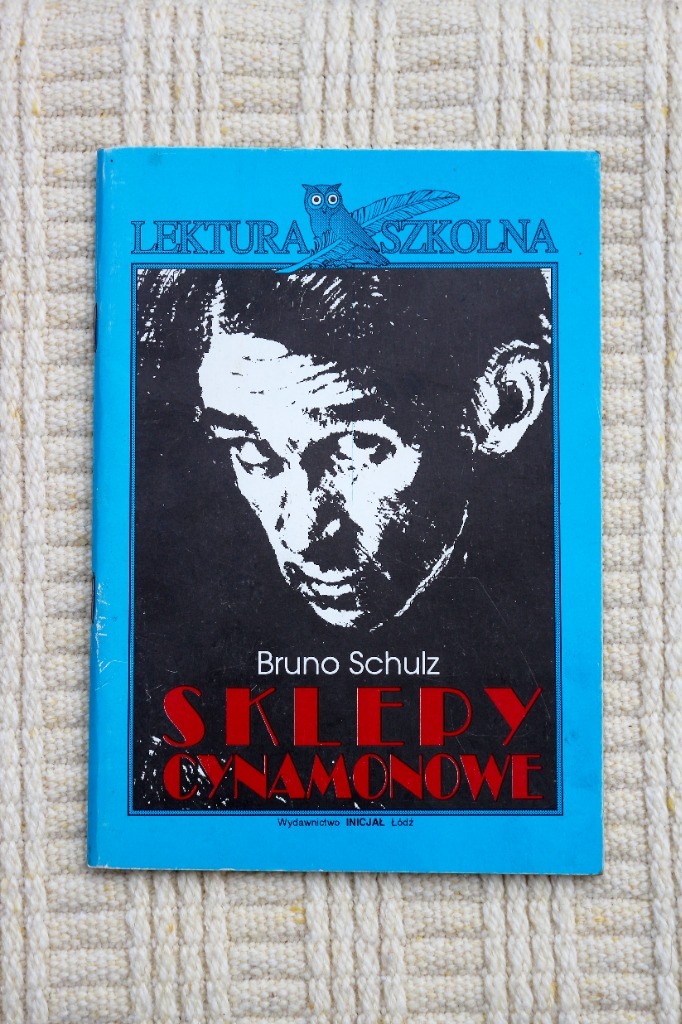 LEKTURA SZKOLNA
Bruno Schulz
SKLEPY
CYNAMONOWE
Wydawnictwo INICJAŁ Łódź